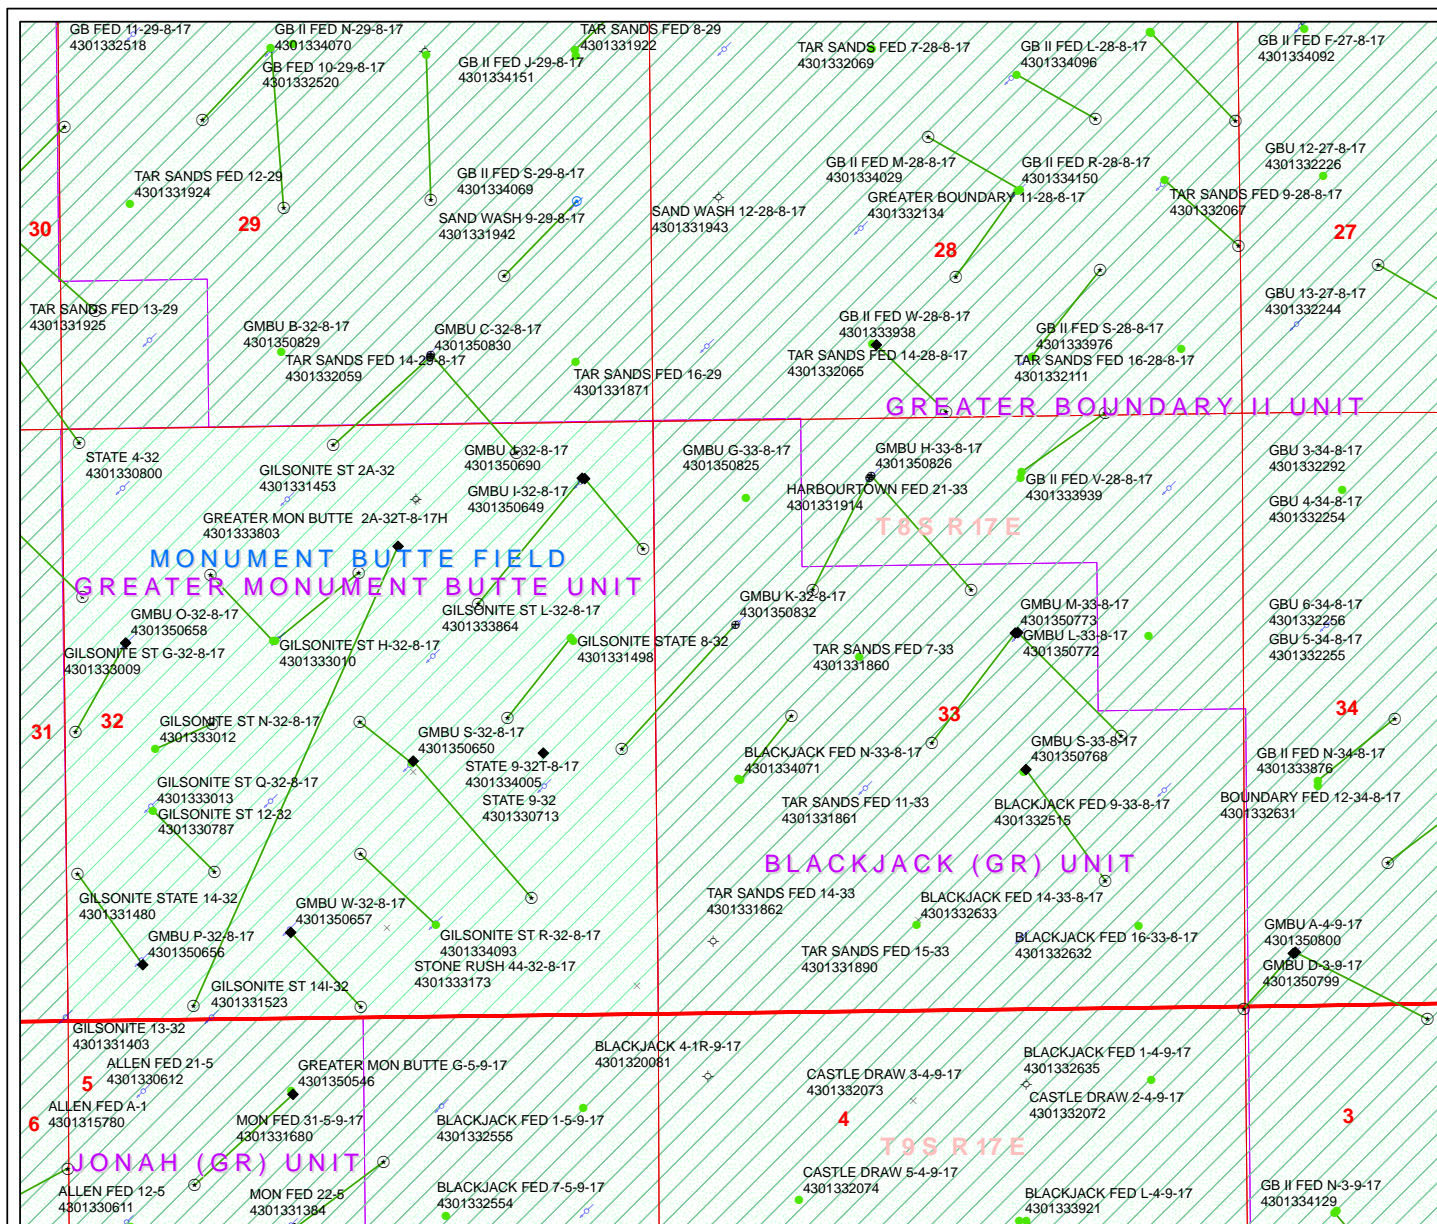 GB FED 11-29-8-17
4301332518
GB II FED N-29-8-17
4301334070
GB FED 10-29-8-17
4301332520
GB II FED J-29-8-17
4301334151
TAR SANDS FED 8-29
4301331922
TAR SANDS FED 7-28-8-17
4301332069
GB II FED L-28-8-17
4301334096
GB II FED F-27-8-17
4301334092
TAR SANDS FED 12-29
4301331924
GB II FED S-29-8-17
4301334069
SAND WASH 9-29-8-17
4301331942
SAND WASH 12-28-8-17
4301331943
GB II FED M-28-8-17
4301334029
GREATER BOUNDARY 11-28-8-17
4301332134
GB II FED R-28-8-17
4301334150
TAR SANDS FED 9-28-8-17
4301332067
GBU 12-27-8-17
4301332226
30
29
28
27
TAR SANDS FED 13-29
4301331925
GMBU B-32-8-17
4301350829
TAR SANDS FED 14-29-8-17
4301332059
GMBU C-32-8-17
4301350830
TAR SANDS FED 16-29
4301331871
GB II FED W-28-8-17
4301333938
TAR SANDS FED 14-28-8-17
4301332065
GB II FED S-28-8-17
4301333976
TAR SANDS FED 16-28-8-17
4301332111
GBU 13-27-8-17
4301332244
GREATER BOUNDARY II UNIT
STATE 4-32
4301330800
GILSONITE ST 2A-32
4301331453
GMBU J-32-8-17
4301350690
GMBU I-32-8-17
4301350649
GMBU G-33-8-17
4301350825
GMBU H-33-8-17
4301350826
HARBOURTOWN FED 21-33
4301331914
GB II FED V-28-8-17
4301333939
GBU 3-34-8-17
4301332292
GBU 4-34-8-17
4301332254
GREATER MON BUTTE  2A-32T-8-17H
4301333803
T8S R17E
MONUMENT BUTTE FIELD
GREATER MONUMENT BUTTE UNIT
GMBU O-32-8-17
4301350658
GILSONITE ST G-32-8-17
4301333009
GILSONITE ST H-32-8-17
4301333010
GILSONITE ST L-32-8-17
4301333864
GILSONITE STATE 8-32
4301331498
GMBU K-32-8-17
4301350832
TAR SANDS FED 7-33
4301331860
GMBU M-33-8-17
4301350773
GMBU L-33-8-17
4301350772
GBU 6-34-8-17
4301332256
GBU 5-34-8-17
4301332255
31
32
33
34
GILSONITE ST N-32-8-17
4301333012
GMBU S-32-8-17
4301350650
STATE 9-32T-8-17
4301334005
STATE 9-32
4301330713
BLACKJACK FED N-33-8-17
4301334071
TAR SANDS FED 11-33
4301331861
GMBU S-33-8-17
4301350768
BLACKJACK FED 9-33-8-17
4301332515
GB II FED N-34-8-17
4301333876
BOUNDARY FED 12-34-8-17
4301332631
GILSONITE ST Q-32-8-17
4301333013
GILSONITE ST 12-32
4301330787
BLACKJACK (GR) UNIT
GILSONITE STATE 14-32
4301331480
GMBU P-32-8-17
4301350656
GMBU W-32-8-17
4301350657
GILSONITE ST R-32-8-17
4301334093
STONE RUSH 44-32-8-17
4301333173
TAR SANDS FED 14-33
4301331862
TAR SANDS FED 15-33
4301331890
BLACKJACK FED 14-33-8-17
4301332633
BLACKJACK FED 16-33-8-17
4301332632
GMBU A-4-9-17
4301350800
GMBU D-3-9-17
4301350799
GILSONITE ST 14I-32
4301331523
GILSONITE 13-32
4301331403
ALLEN FED 21-5
4301330612
GREATER MON BUTTE G-5-9-17
4301350546
BLACKJACK 4-1R-9-17
4301320081
CASTLE DRAW 3-4-9-17
4301332073
BLACKJACK FED 1-4-9-17
4301332635
CASTLE DRAW 2-4-9-17
4301332072
5
6
4
3
ALLEN FED A-1
4301315780
MON FED 31-5-9-17
4301331680
BLACKJACK FED 1-5-9-17
4301332555
T9S R17E
JONAH (GR) UNIT
ALLEN FED 12-5
4301330611
MON FED 22-5
4301331384
BLACKJACK FED 7-5-9-17
4301332554
CASTLE DRAW 5-4-9-17
4301332074
BLACKJACK FED L-4-9-17
4301333921
GB II FED N-3-9-17
4301334129